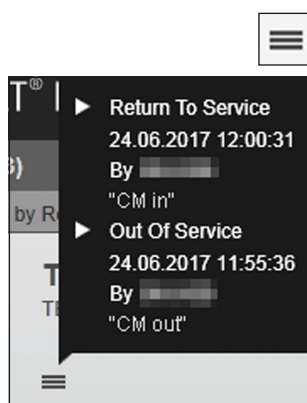 T® I
▶ Return To Service
24.06.2017 12:00:31
By
"CM in"
by R
▶ Out Of Service
24.06.2017 11:55:36
By
"CM out"